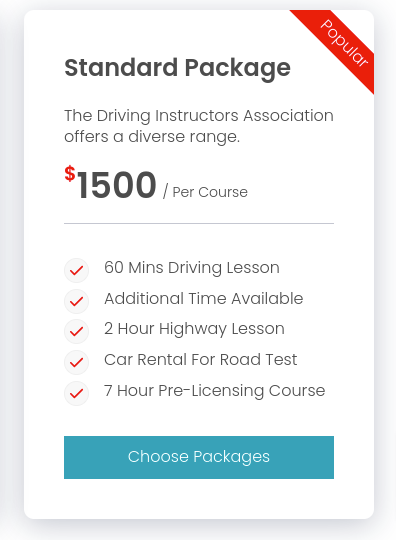 Popular
Standard Package
The Driving Instructors Association
offers a diverse range.
$1500 / Per Course
60 Mins Driving Lesson
Additional Time Available
2 Hour Highway Lesson
Car Rental For Road Test
7 Hour Pre-Licensing Course
Choose Packages